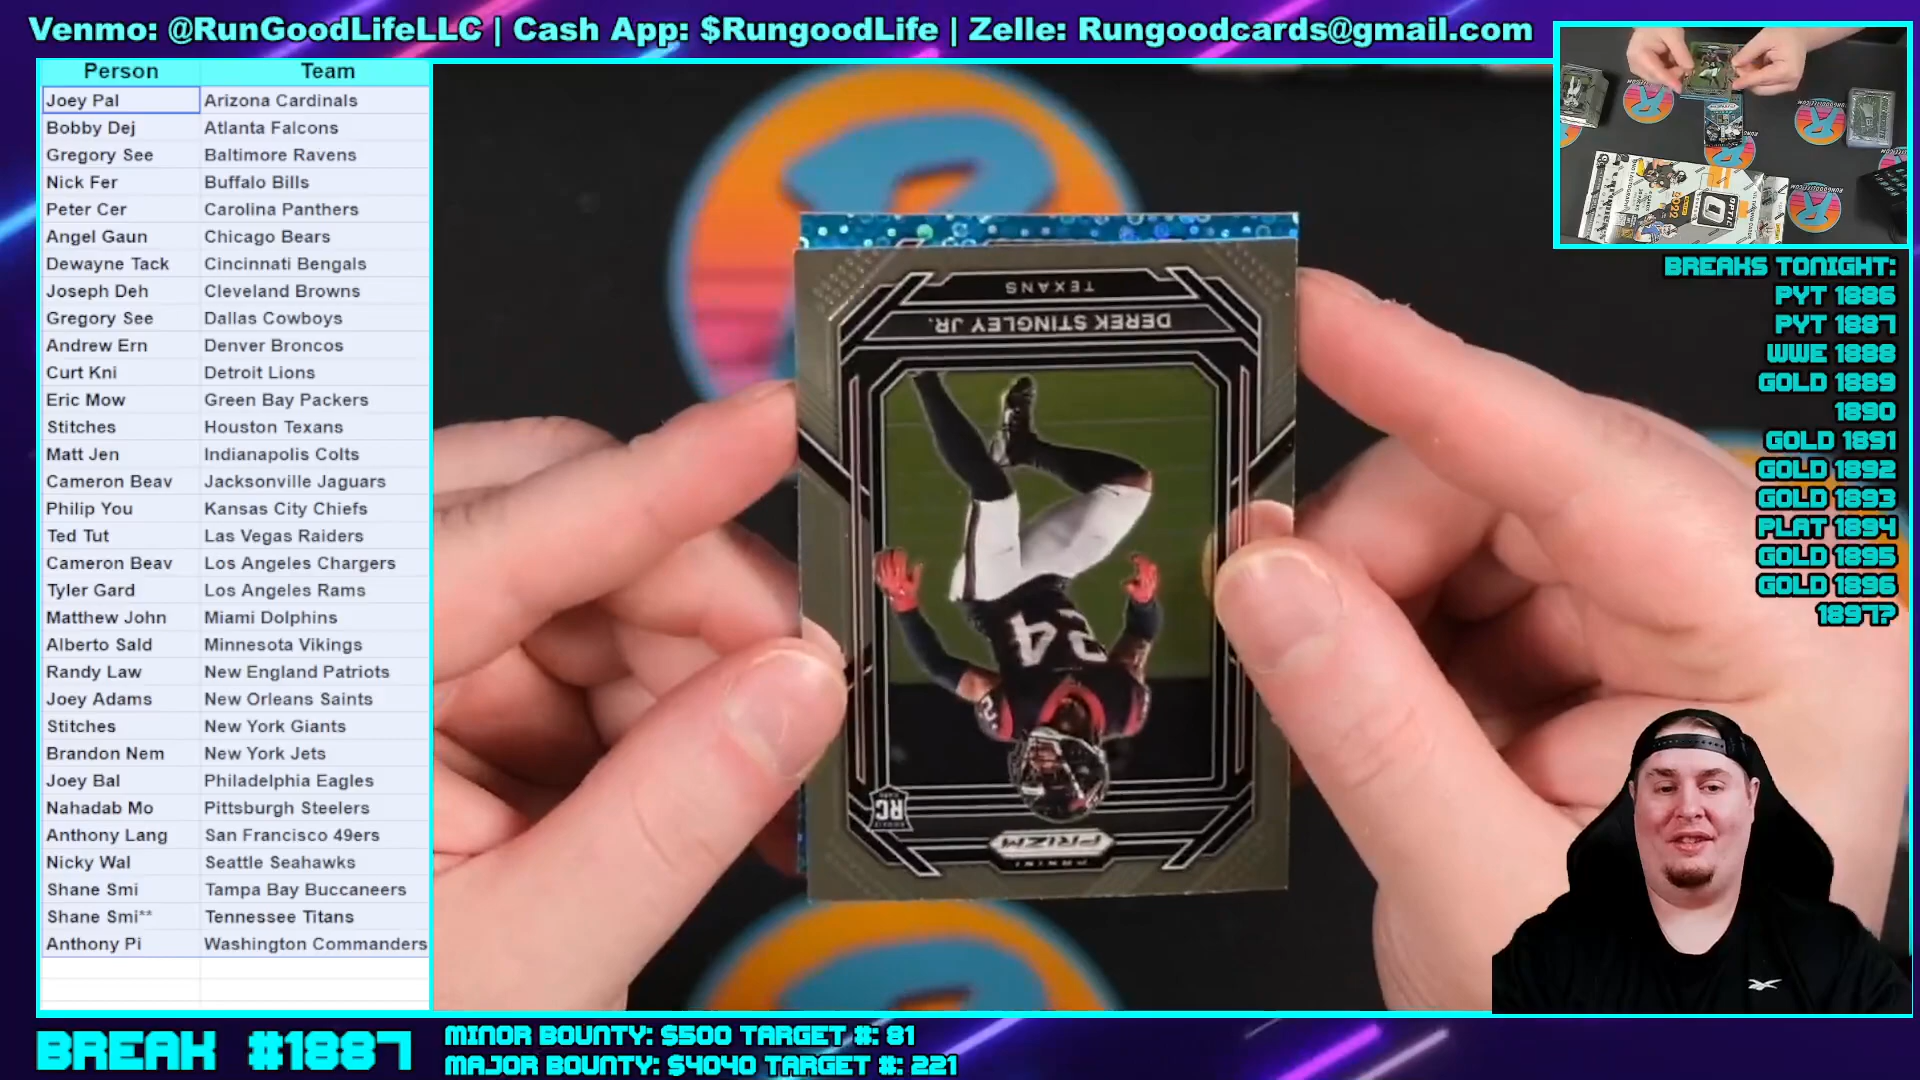 Venmo: @RunGoodLifeLLC | Cash App: $RungoodLife | Zelle: Rungoodcards@gmail.com
Person Team
Joey Pal Arizona Cardinals
Bobby Dej Atlanta Falcons
Gregory See Baltimore Ravens
Nick Fer Buffalo Bills
Peter Cer Carolina Panthers
Angel Gaun Chicago Bears
Dewayne Tack Cincinnati Bengals
Joseph Deh Cleveland Browns
Gregory See Dallas Cowboys
Andrew Ern Denver Broncos
Curt Kni Detroit Lions
Eric Mow Green Bay Packers
Stitches Houston Texans
Matt Jen Indianapolis Colts
Cameron Beav Jacksonville Jaguars
Philip You Kansas City Chiefs
Ted Tut Las Vegas Raiders
Cameron Beav Los Angeles Chargers
Tyler Gard Los Angeles Rams
Matthew John Miami Dolphins
Alberto Sald Minnesota Vikings
Randy Law New England Patriots
Joey Adams New Orleans Saints
Stitches New York Giants
Brandon Nem New York Jets
Joey Bal Philadelphia Eagles
Nahadab Mo Pittsburgh Steelers
Anthony Lang San Francisco 49ers
Nicky Wal Seattle Seahawks
Shane Smi Tampa Bay Buccaneers
Shane Smi** Tennessee Titans
Anthony Pi Washington Commanders
TEXANS
DEREK STINGLEY JR.
24
RC
PRIZM
PANINI
OPTIC
2022
BREAKS TONIGHT:
PYT 1886
PYT 1887
WWE 1888
GOLD 1889
1890
GOLD 1891
GOLD 1892
GOLD 1893
PLAT 1894
GOLD 1895
GOLD 1896
1897?
BREAK #1887
MINOR BOUNTY: $500 TARGET #: 81
MAJOR BOUNTY: $4040 TARGET #: 221